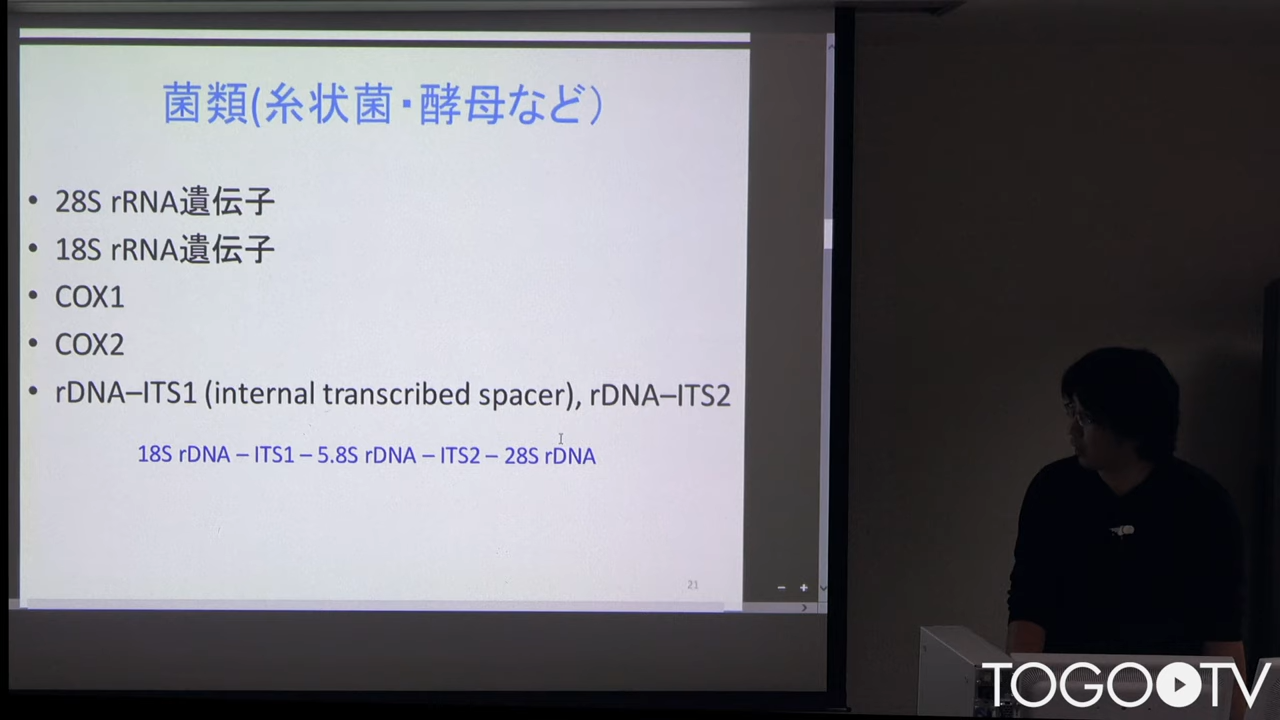 菌類(糸状菌・酵母など）
• 28S rRNA遺伝子
• 18S rRNA遺伝子
• COX1
• COX2
• rDNA–ITS1 (internal transcribed spacer), rDNA–ITS2
18S rDNA – ITS1 – 5.8S rDNA – ITS2 – 28S rDNA
21
TOGO TV